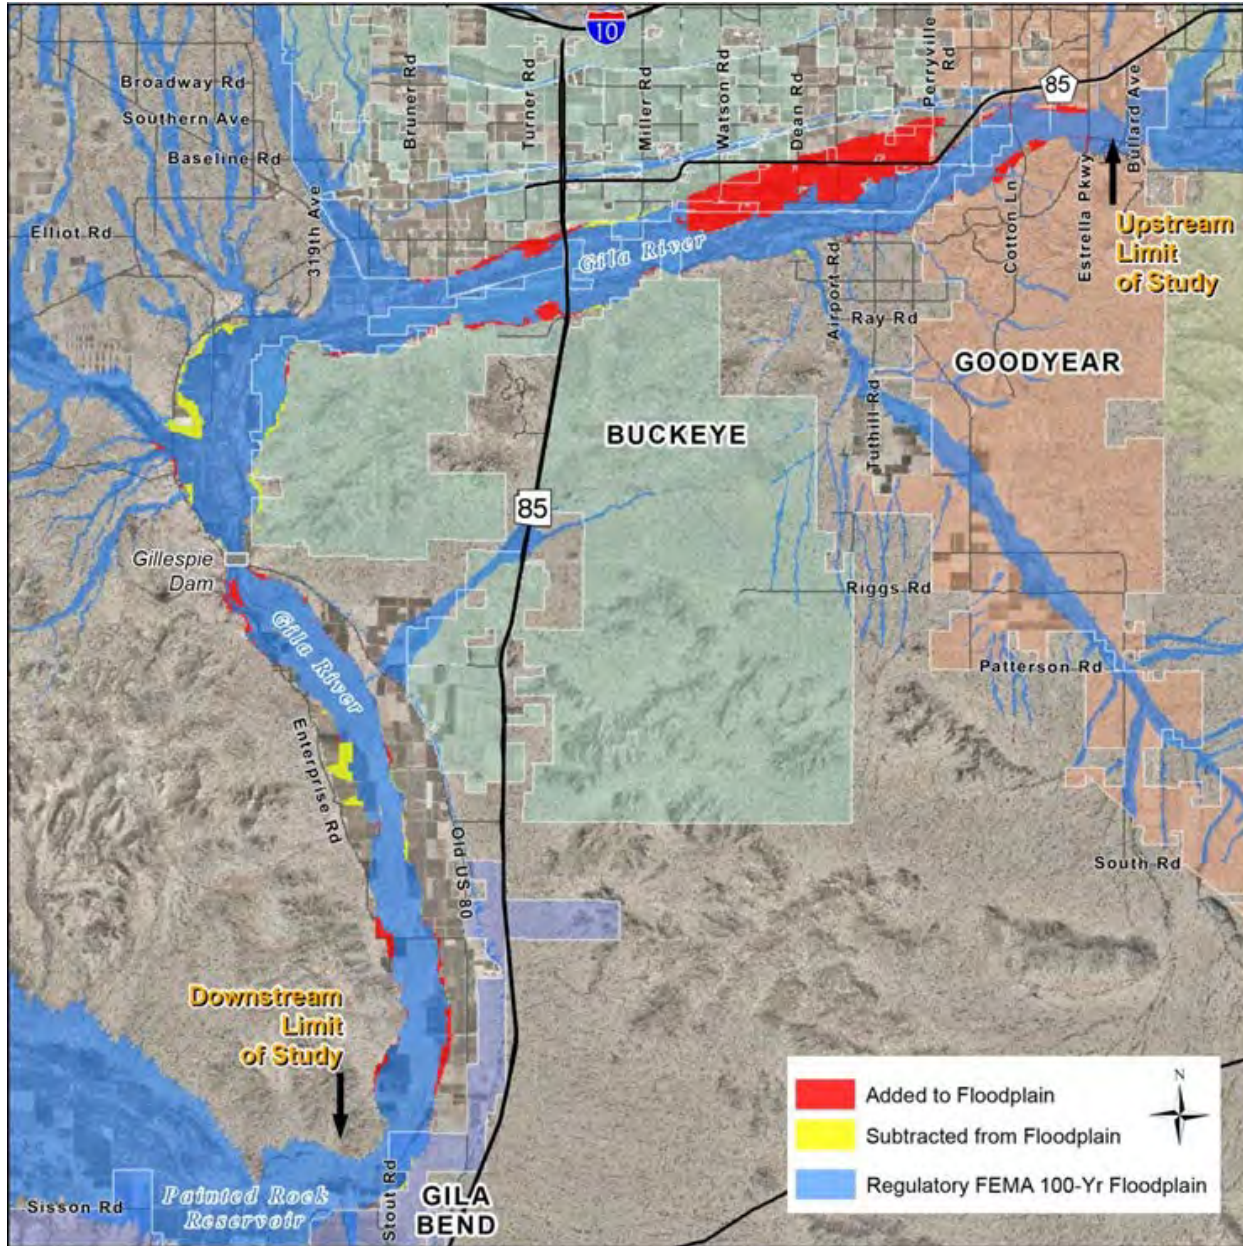 10
Broadway Rd
Southern Ave
Baseline Rd
Elliot Rd
319th Ave
Bruner Rd
Turner Rd
Miller Rd
Watson Rd
Dean Rd
Perryville
Rd
85
Bullard Ave
Estrella Pkwy
Cotton Ln
Upstream
Limit
of Study
Gila River
Airport Rd
Ray Rd
GOODYEAR
Tuthill Rd
BUCKEYE
85
Gillespie
Dam
Riggs Rd
Gila River
Patterson Rd
Enterprise Rd
Old US 80
South Rd
Downstream
Limit
of Study
Added to Floodplain
Subtracted from Floodplain
Regulatory FEMA 100-Yr Floodplain
N
Sisson Rd
Painted Rock
Reservoir
Stout Rd
GILA
BEND